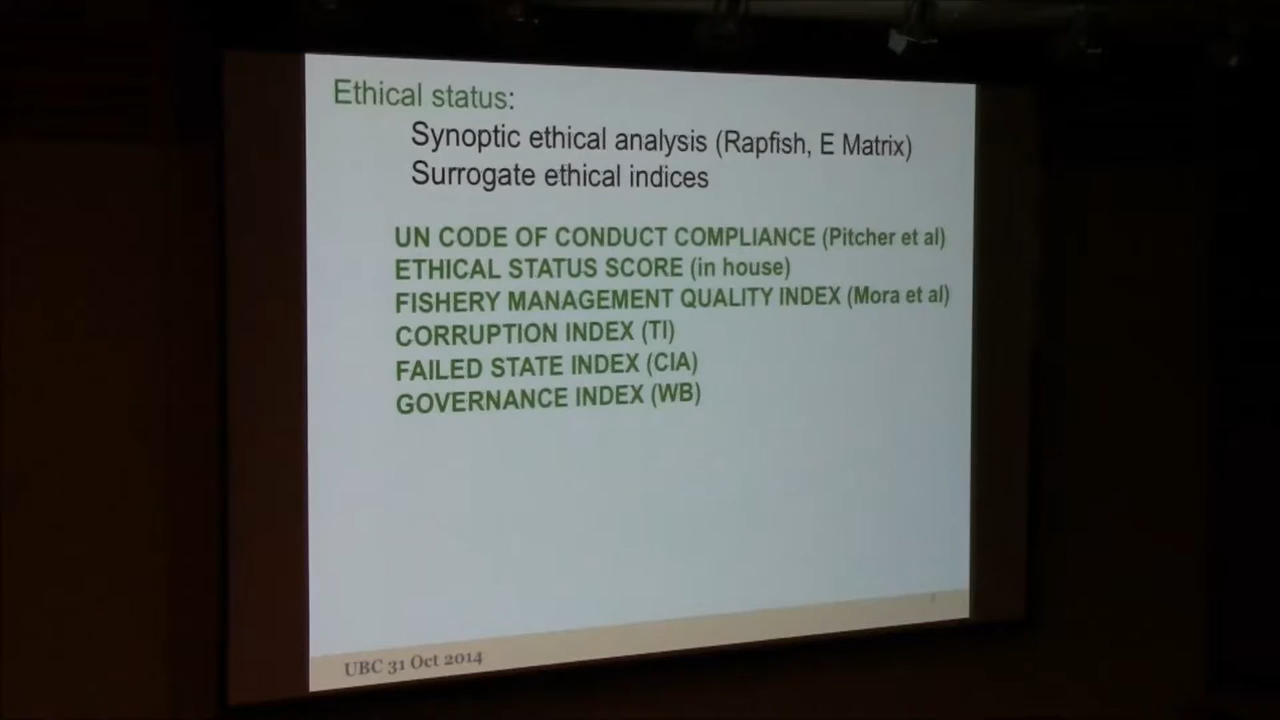 Ethical status:
Synoptic ethical analysis (Rapfish, E Matrix)
Surrogate ethical indices
UN CODE OF CONDUCT COMPLIANCE (Pitcher et al)
ETHICAL STATUS SCORE (in house)
FISHERY MANAGEMENT QUALITY INDEX (Mora et al)
CORRUPTION INDEX (TI)
FAILED STATE INDEX (CIA)
GOVERNANCE INDEX (WB)
UBC 31 Oct 2014